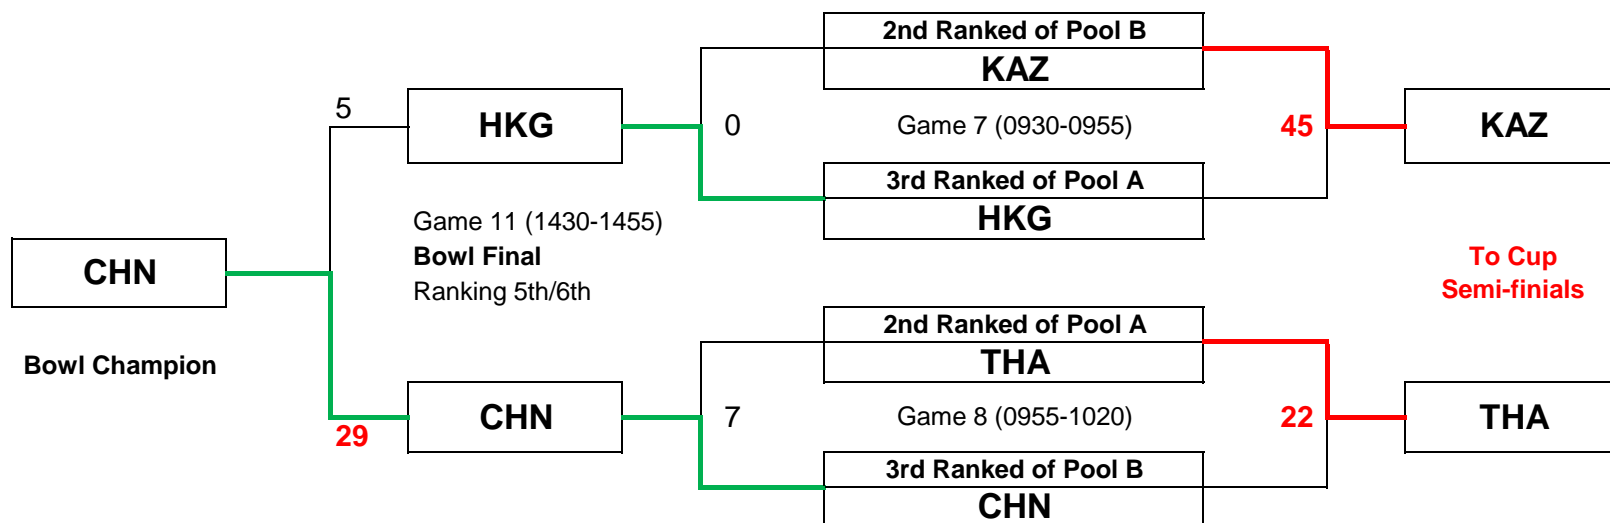 2nd Ranked of Pool B
KAZ
5
HKG
0
Game 7 (0930-0955)
45
KAZ
3rd Ranked of Pool A
HKG
Game 11 (1430-1455)
Bowl Final
Ranking 5th/6th
CHN
To Cup
Semi-finials
2nd Ranked of Pool A
THA
Bowl Champion
29
CHN
7
Game 8 (0955-1020)
22
THA
3rd Ranked of Pool B
CHN